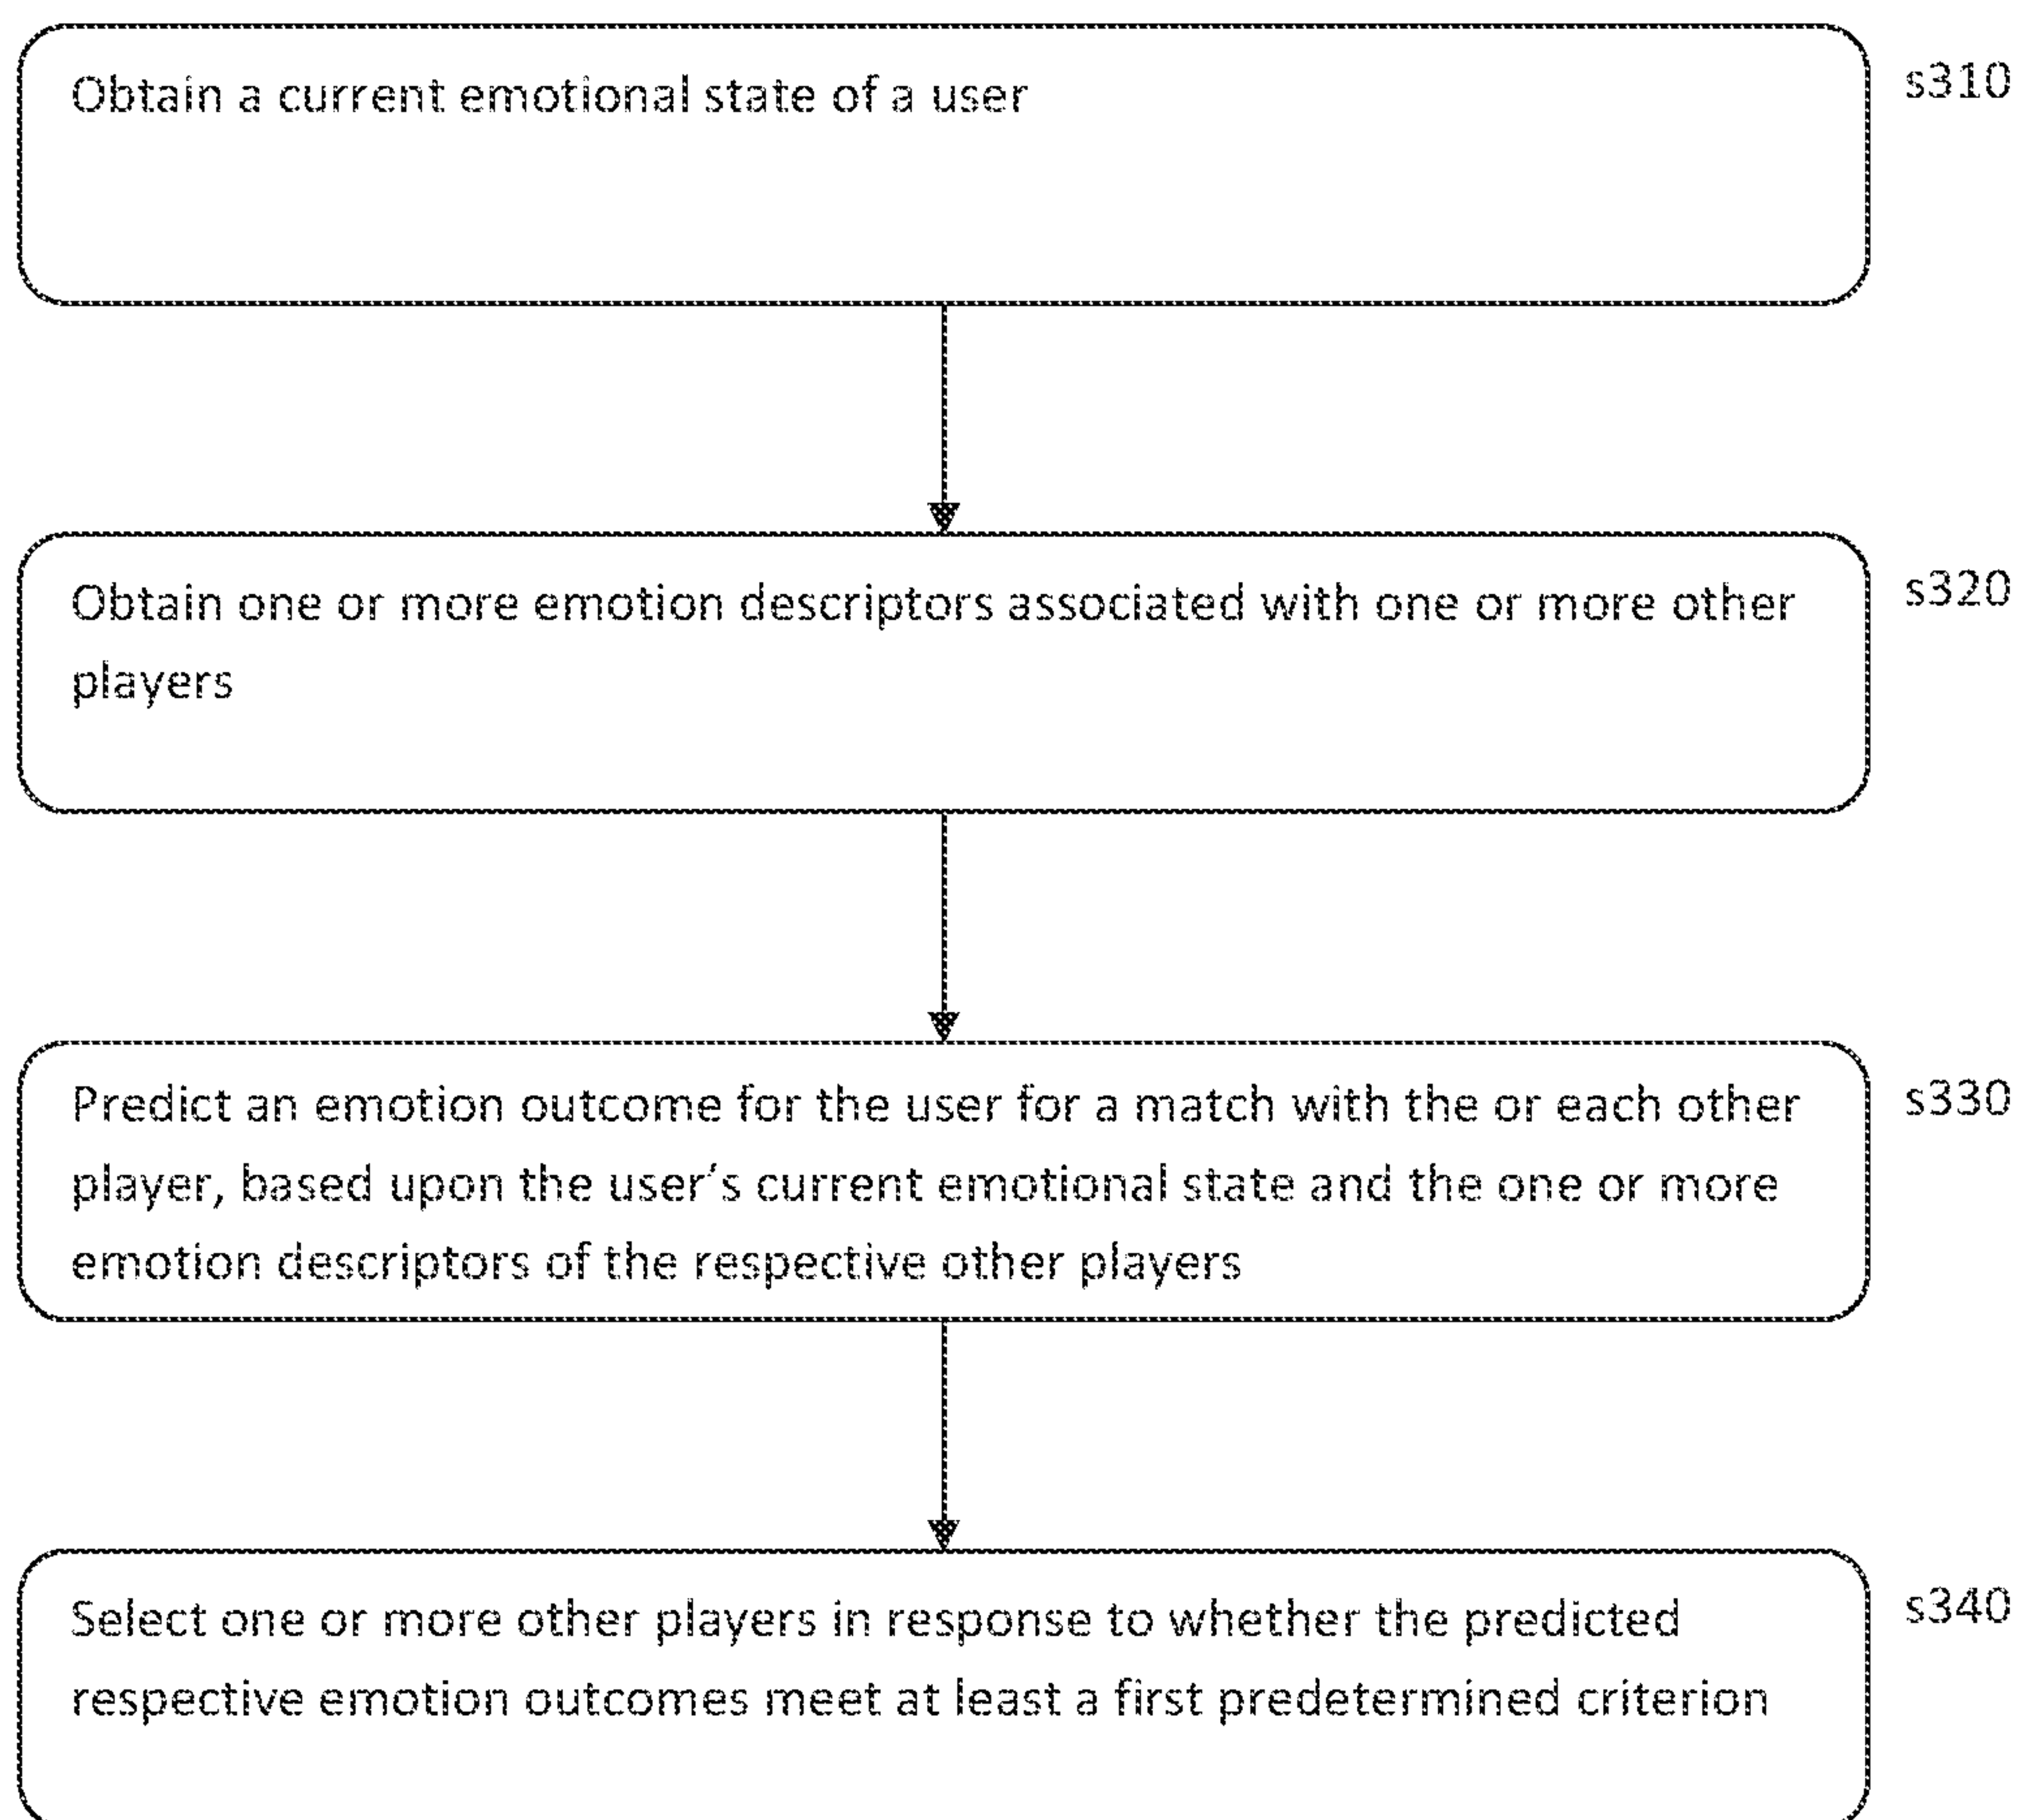 Obtain a current emotional state of a user
s310
Obtain one or more emotion descriptors associated with one or more other
players
s320
Predict an emotion outcome for the user for a match with the or each other
player, based upon the user's current emotional state and the one or more
emotion descriptors of the respective other players
s330
Select one or more other players in response to whether the predicted
respective emotion outcomes meet at least a first predetermined criterion
s340